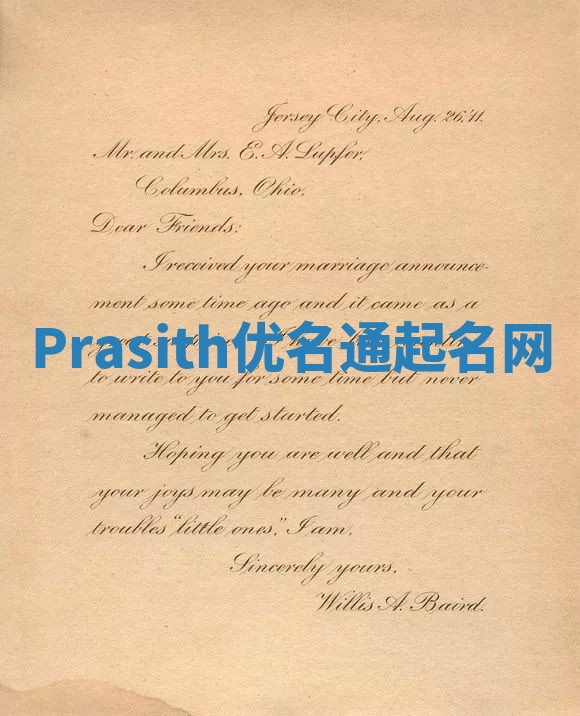 Jersey City, Aug. 26, '11.
Mr. and Mrs. E. A. Lupfer,
Columbus, Ohio.
Dear Friends:
I received your marriage announce-
ment some time ago and it came as a
Prasith优名通起名网
to write to you for some time but never
managed to get started.
Hoping you are well and that
your joys may be many and your
troubles "little ones," I am,
Sincerely yours,
Willis A. Baird.